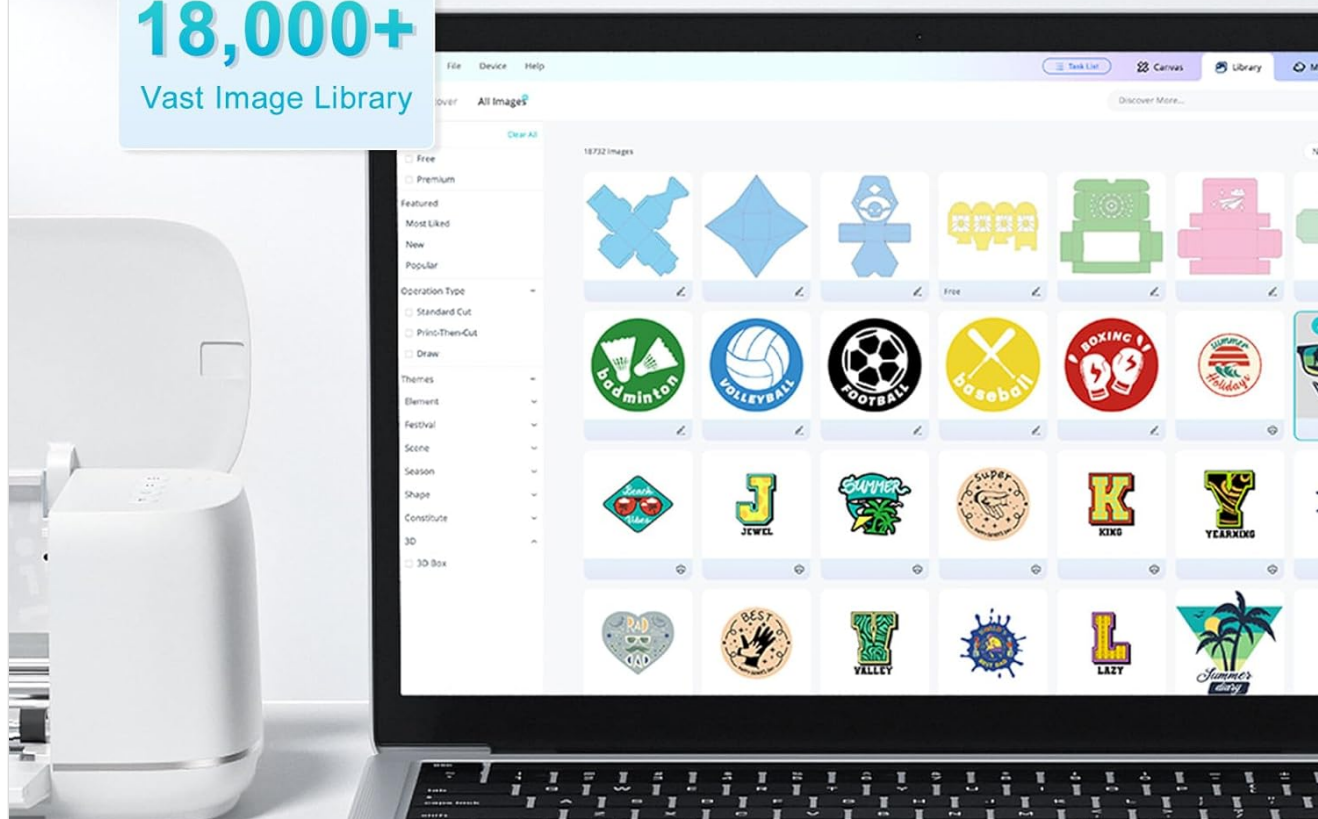 18,000+
Vast Image Library
File Device Help
Task List
Canvas
Library
All Images
Discover More...
Clear All
18732 Images
Free
Premium
Featured
Most Liked
New
Popular
Operation Type
Standard Cut
Print-Then-Cut
Draw
Themes
Element
Festival
Scene
Season
Shape
Constitute
3D
3D-Box
Free
badminton
VOLLEYBALL
FOOTBALL
baseball
BOXING
summer
Holidays
Beach
Vibes
JEWEL
SUMMER
super
K
KING
Y
YEARNING
J
RAD
DAD
BEST
VALLEY
L
LAZY
Summer
diary
caps lock